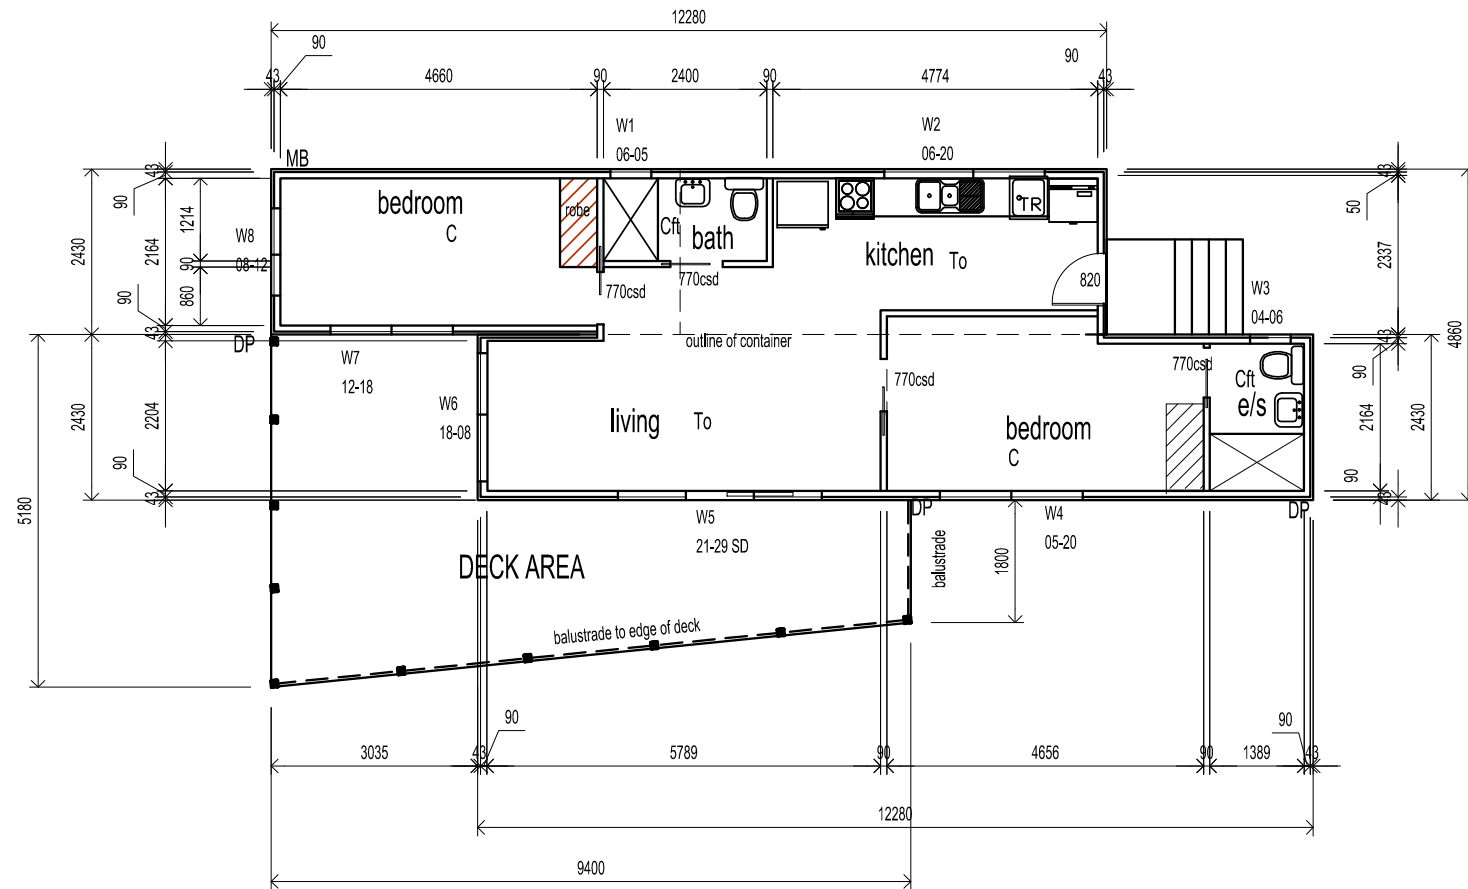 12280
90
90
43
4660
90
2400
90
4774
43
W1
06-05
W2
06-20
MB
43
43
90
1214
2164
2430
90
860
90
43
W8
08-12
bedroom
C
robe
Cft
bath
770csd
770csd
kitchen
To
TR
820
W3
04-06
50
2337
4860
43
outline of container
DP
W7
12-18
W6
18-08
2430
2204
90
43
5180
living
To
770csd
bedroom
C
770csd
Cft
e/s
90
2164
2430
90
43
DP
DP
W5
21-29 SD
W4
05-20
DECK AREA
balustrade
1800
balustrade to edge of deck
90
90
3035
43
5789
90
4656
90
1389
43
12280
9400